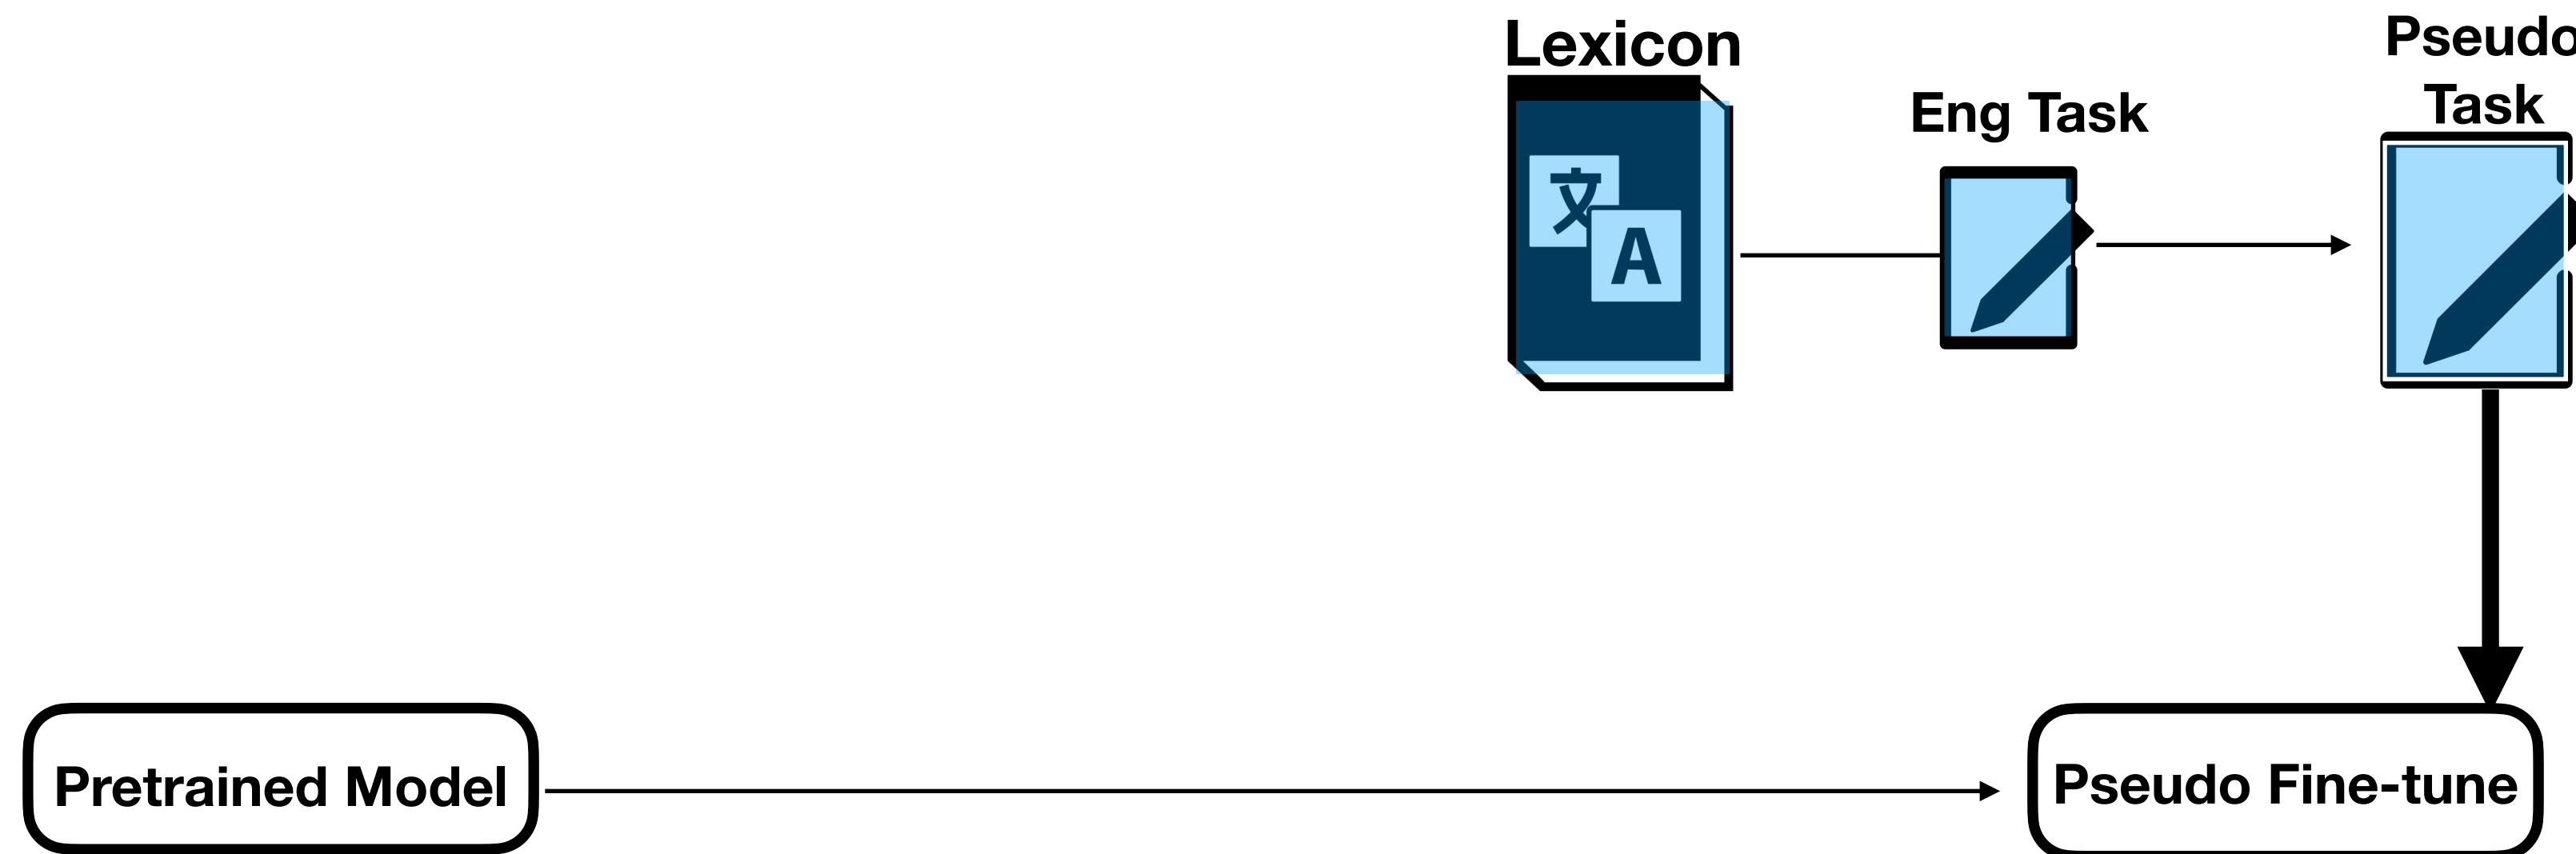 Lexicon
Eng Task
Pseudo
Task
文
A
Pretrained Model
Pseudo Fine-tune